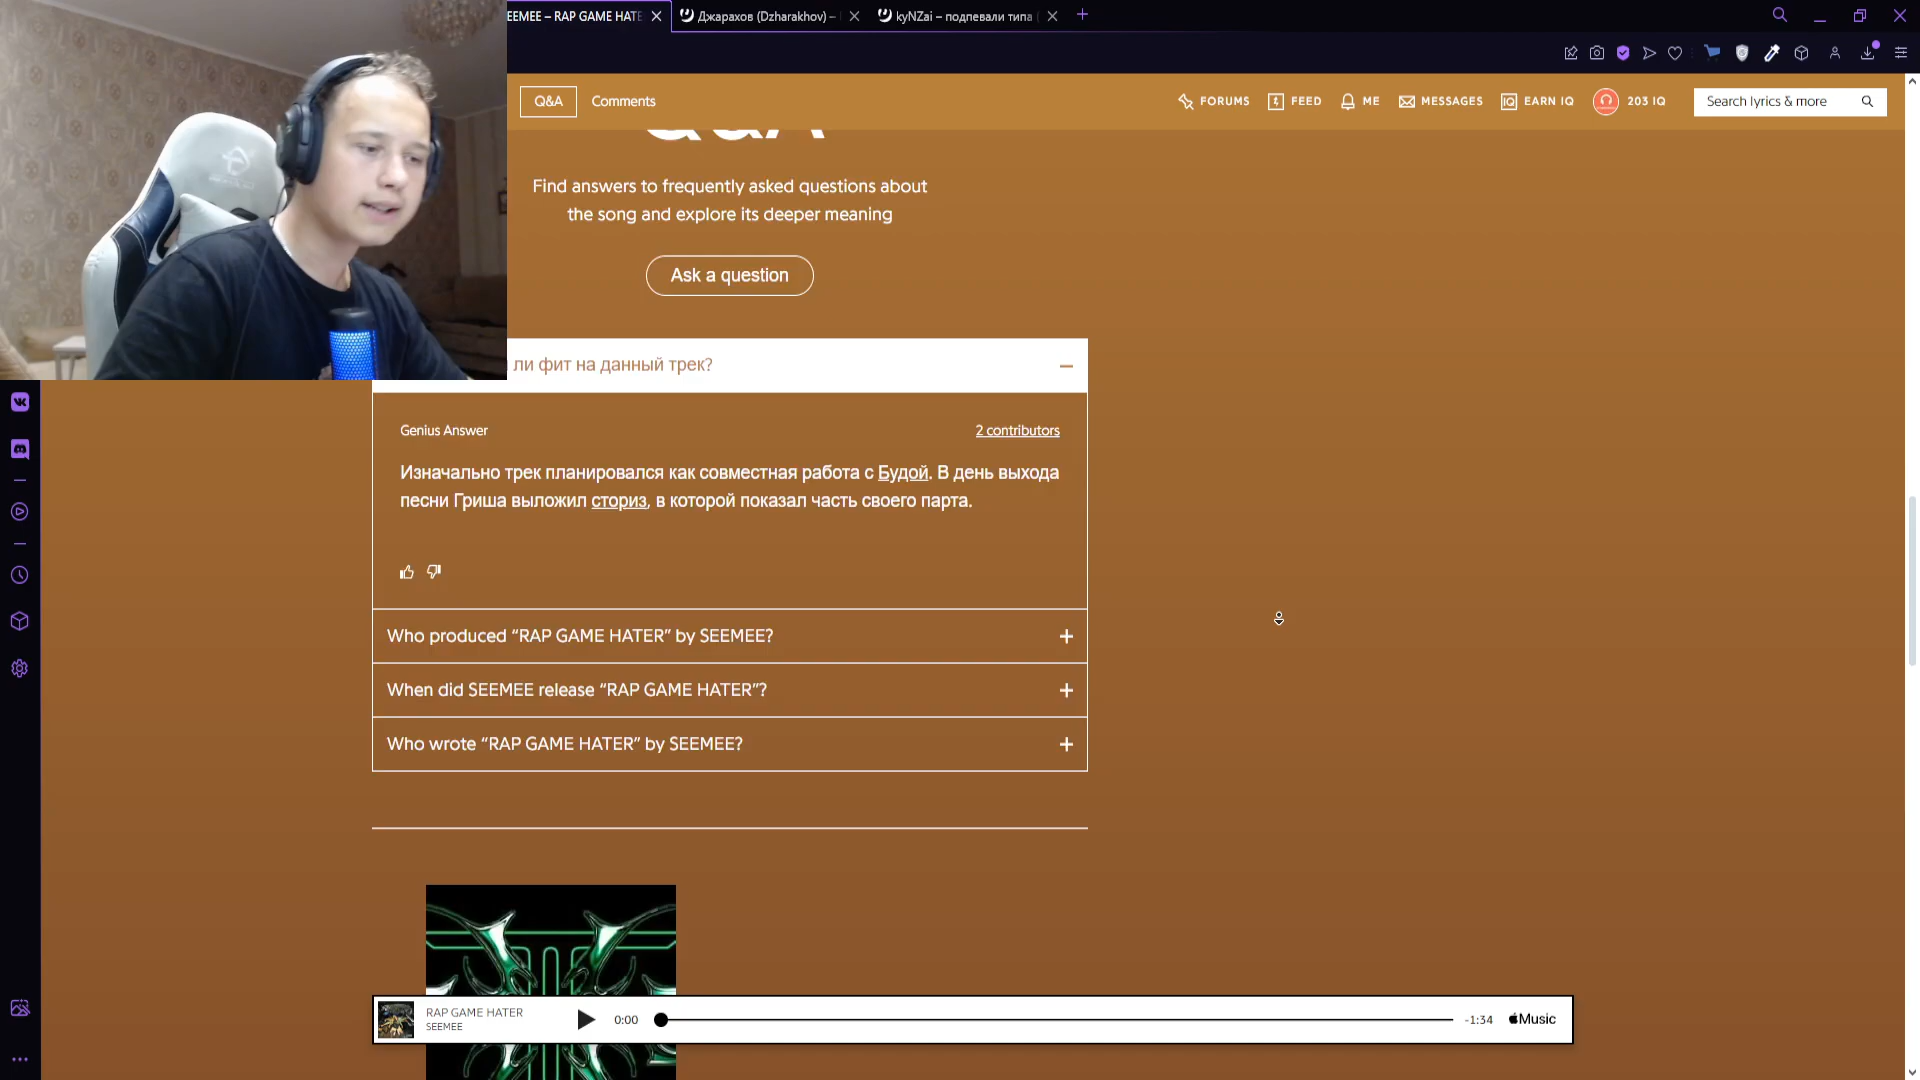 EEMEE – RAP GAME HATE
Джарахов (Dzharakhov) –
kyNZai – подпевали типа
Q&A
Comments
FORUMS
FEED
ME
MESSAGES
EARN IQ
203 IQ
Search lyrics & more
Q&A
Find answers to frequently asked questions about
the song and explore its deeper meaning
Ask a question
ли фит на данный трек?
Genius Answer
2 contributors
Изначально трек планировался как совместная работа с Будой. В день выхода
песни Гриша выложил сториз, в которой показал часть своего парта.
Who produced “RAP GAME HATER” by SEEMEE?
When did SEEMEE release “RAP GAME HATER”?
Who wrote “RAP GAME HATER” by SEEMEE?
RAP GAME HATER
SEEMEE
0:00
-1:34
Music